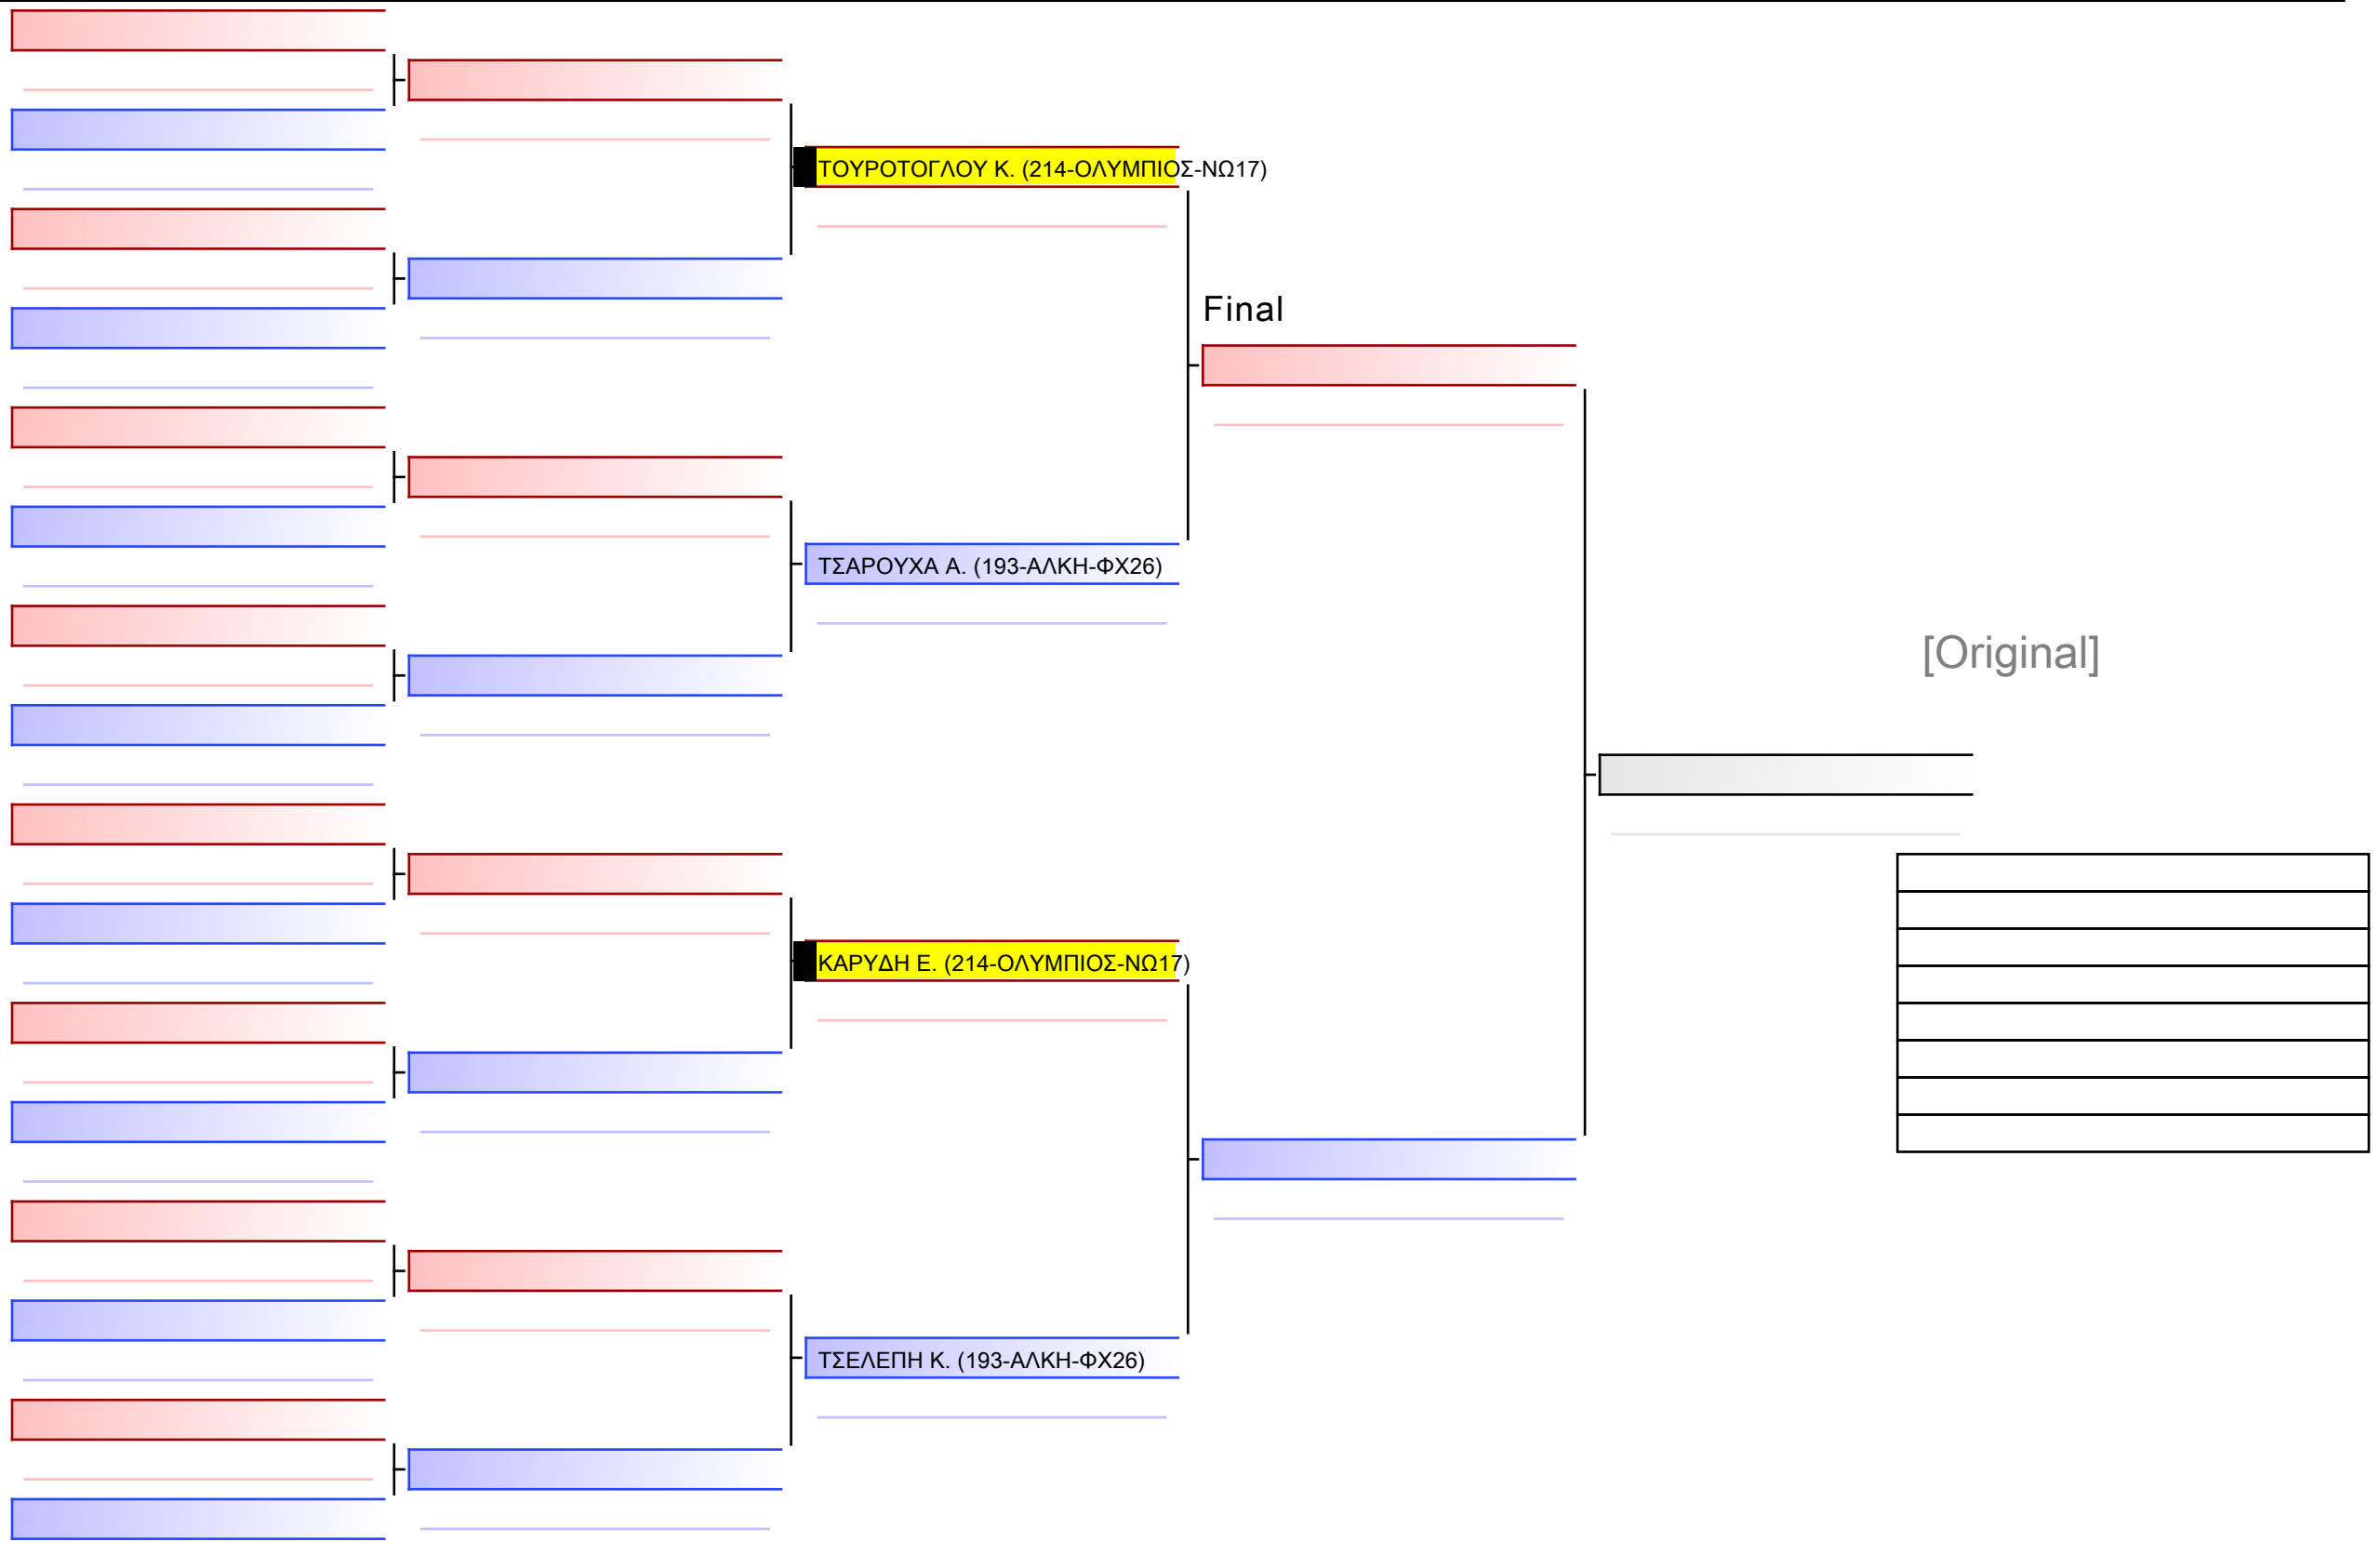 ΤΟΥΡΟΤΟΓΛΟΥ Κ. (214-ΟΛΥΜΠΙΟΣ-ΝΩ17)
Final
ΤΣΑΡΟΥΧΑ Α. (193-ΑΛΚΗ-ΦΧ26)
[Original]
ΚΑΡΥΔΗ Ε. (214-ΟΛΥΜΠΙΟΣ-ΝΩ17)
ΤΣΕΛΕΠΗ Κ. (193-ΑΛΚΗ-ΦΧ26)